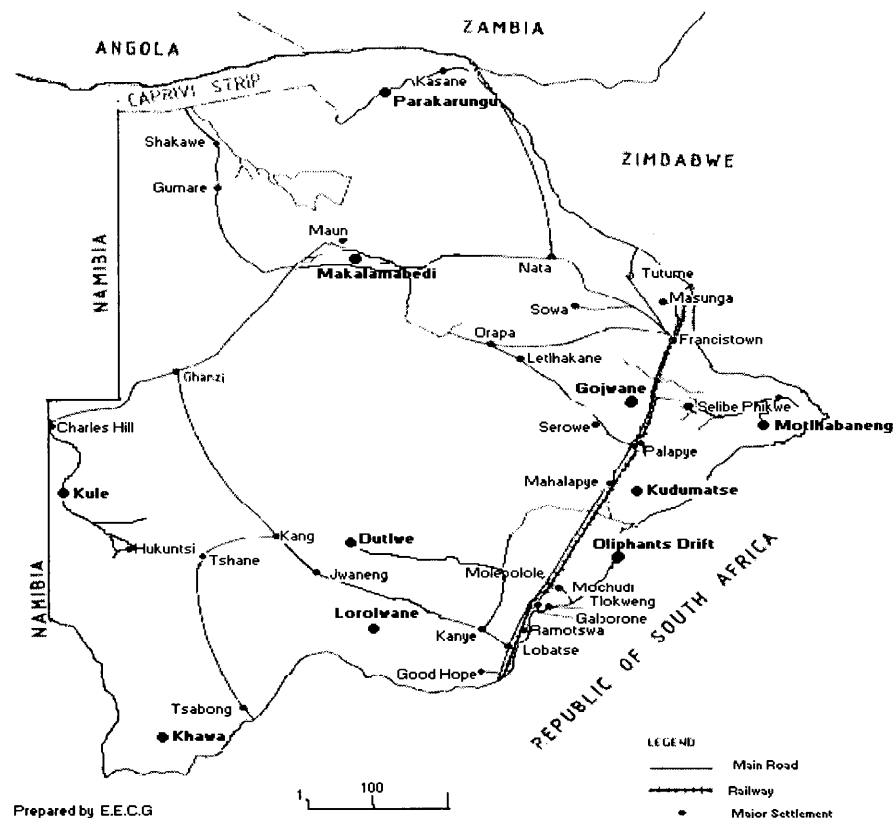 ZAMBIA
ANGOLA
Kasane
CAPRIVI STRIP
Parakarungu
Shakawe
ZIMBABWE
Gumare
NAMIBIA
Maun
Makalamabedi
Nata
Tutume
Masunga
Sowa
Orapa
Francistown
Letlhakane
Ghanzi
Gojwane
Selibe Phikwe
Charles Hill
Serowe
Motlhabaneng
Palapye
Mahalapye
Kule
Kudumatse
Kang
Dutlwe
Hukuntsi
Tshane
Oliphants Drift
Jwaneng
Molepolole
Mochudi
Tlokweng
NAMIBIA
Lorolwane
Gaborone
Kanye
Ramotswa
Lobatse
Good Hope
REPUBLIC OF SOUTH AFRICA
Tsabong
Khawa
LEGEND
Main Road
Railway
Major Settlement
1 100
Prepared by E.E.C.G